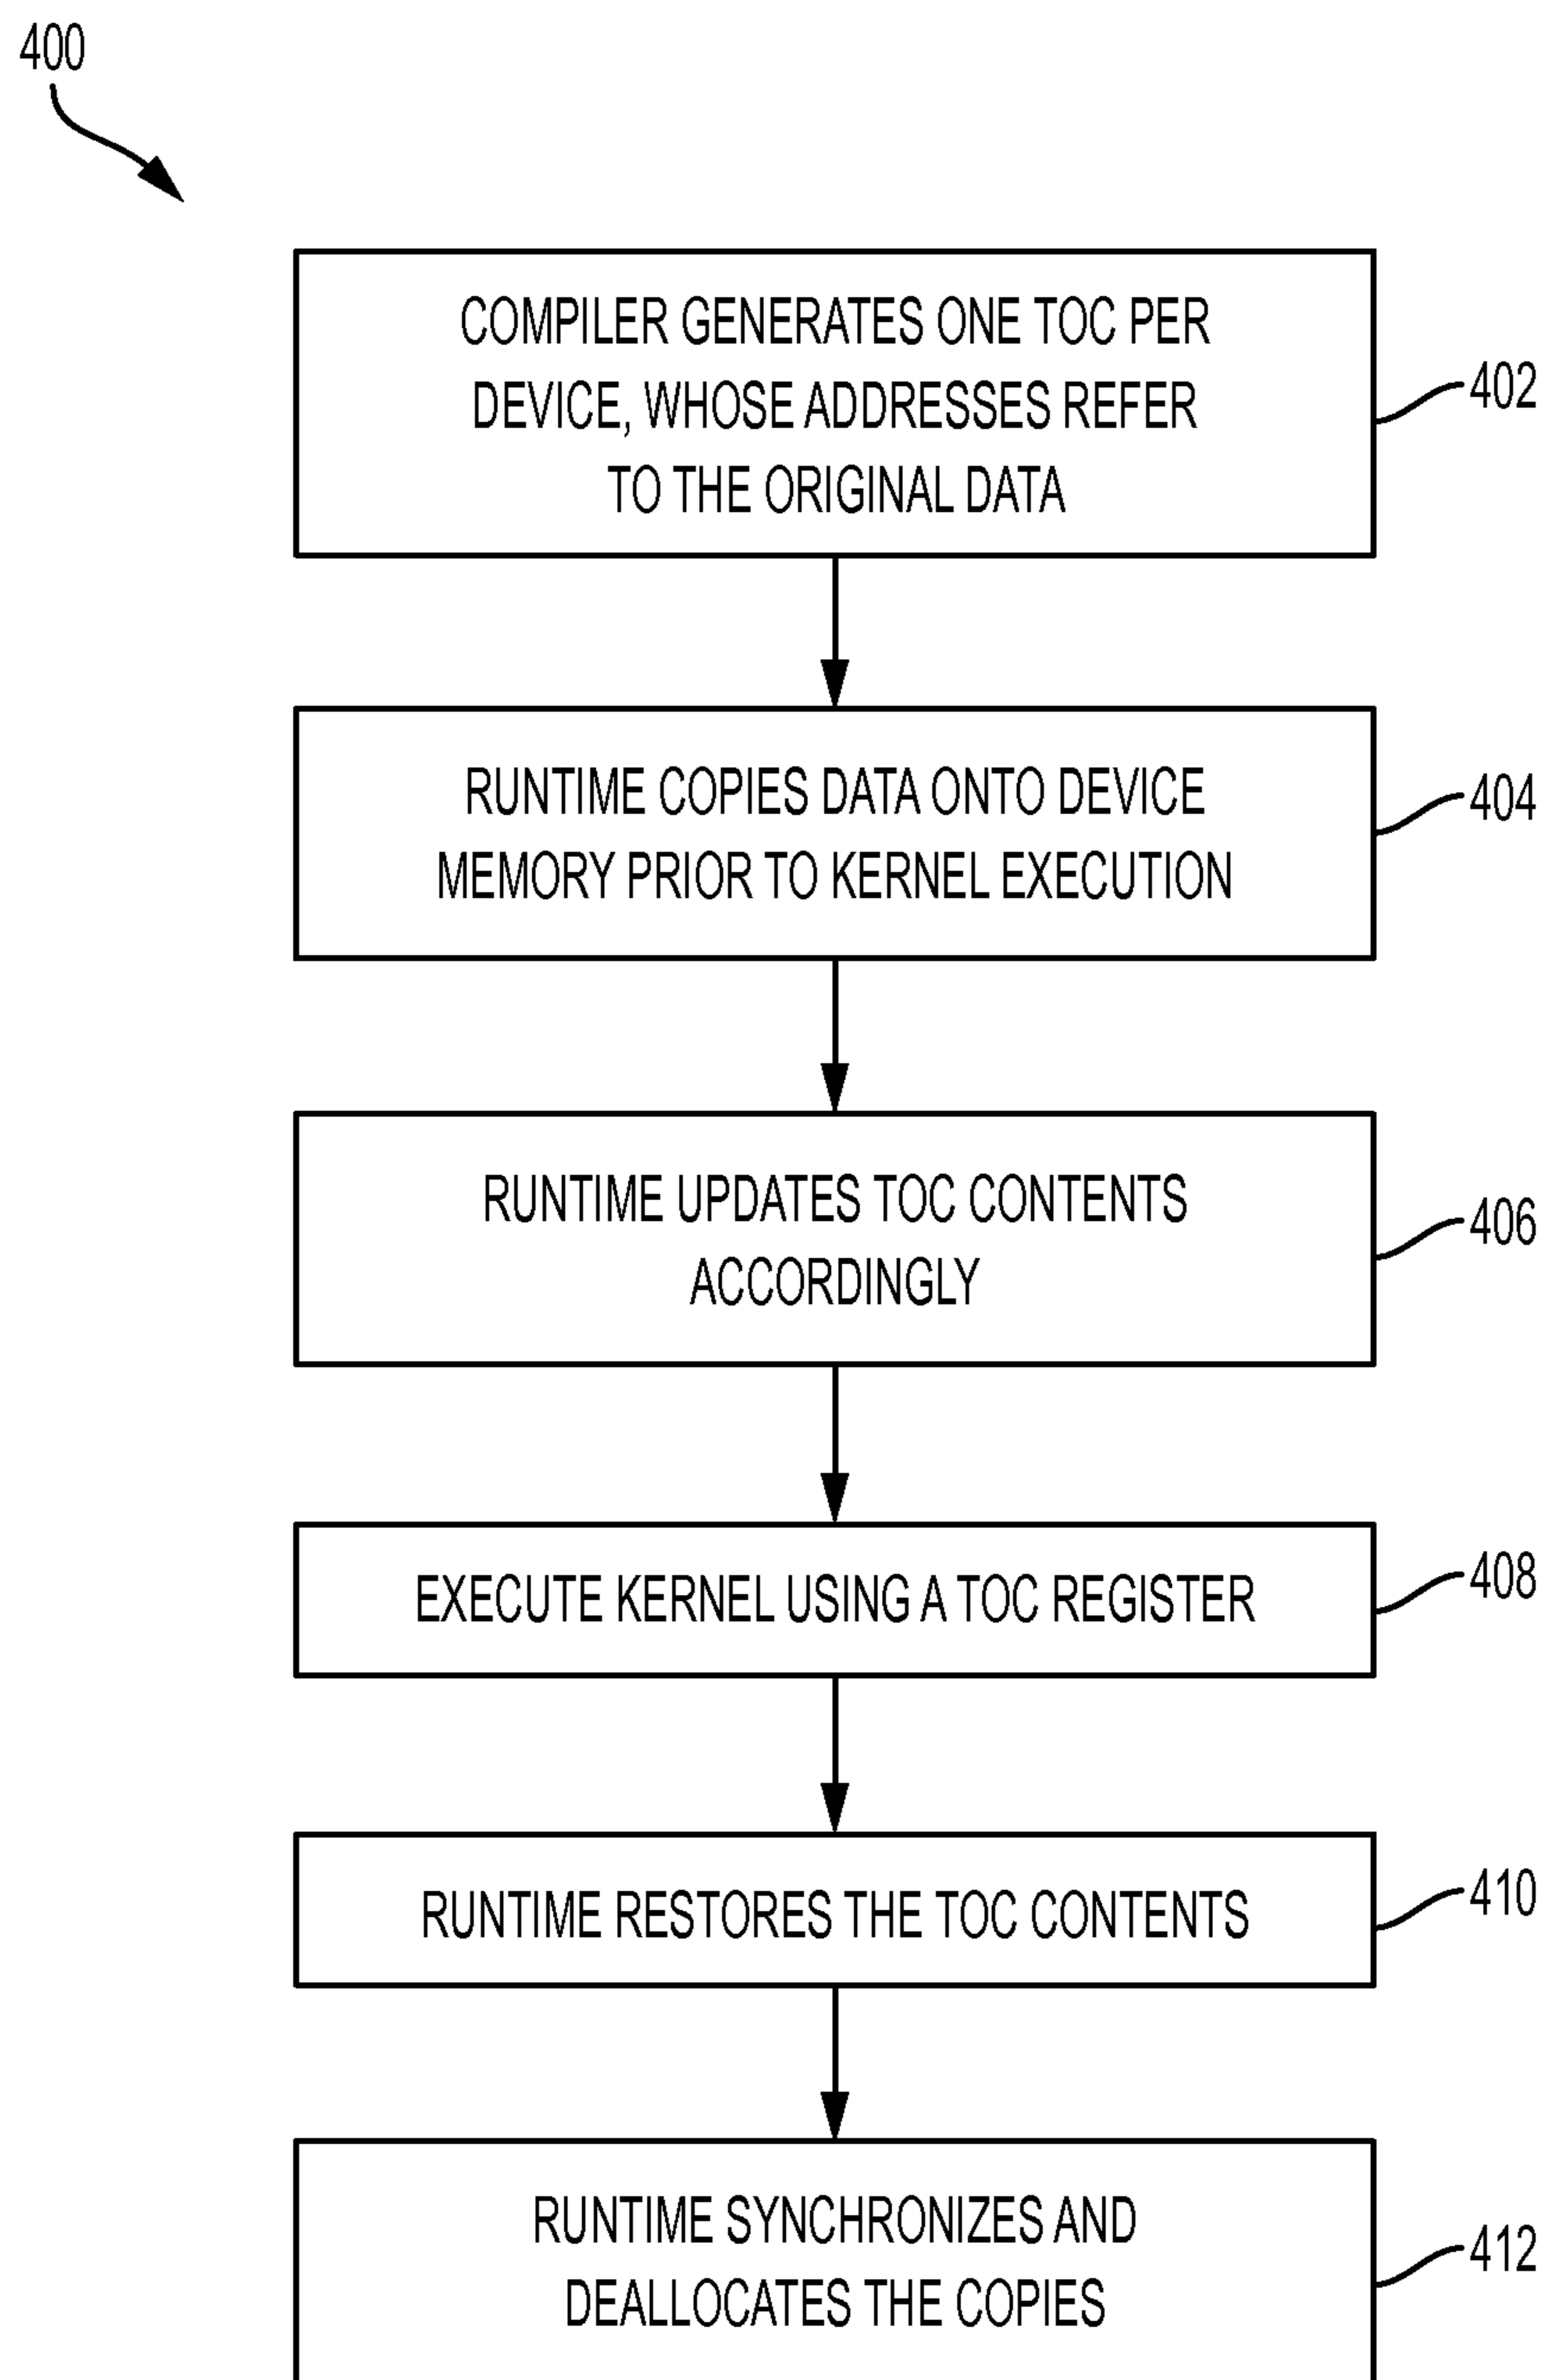 400
COMPILER GENERATES ONE TOC PER
DEVICE, WHOSE ADDRESSES REFER
TO THE ORIGINAL DATA
402
RUNTIME COPIES DATA ONTO DEVICE
MEMORY PRIOR TO KERNEL EXECUTION
404
RUNTIME UPDATES TOC CONTENTS
ACCORDINGLY
406
EXECUTE KERNEL USING A TOC REGISTER
408
RUNTIME RESTORES THE TOC CONTENTS
410
RUNTIME SYNCHRONIZES AND
DEALLOCATES THE COPIES
412